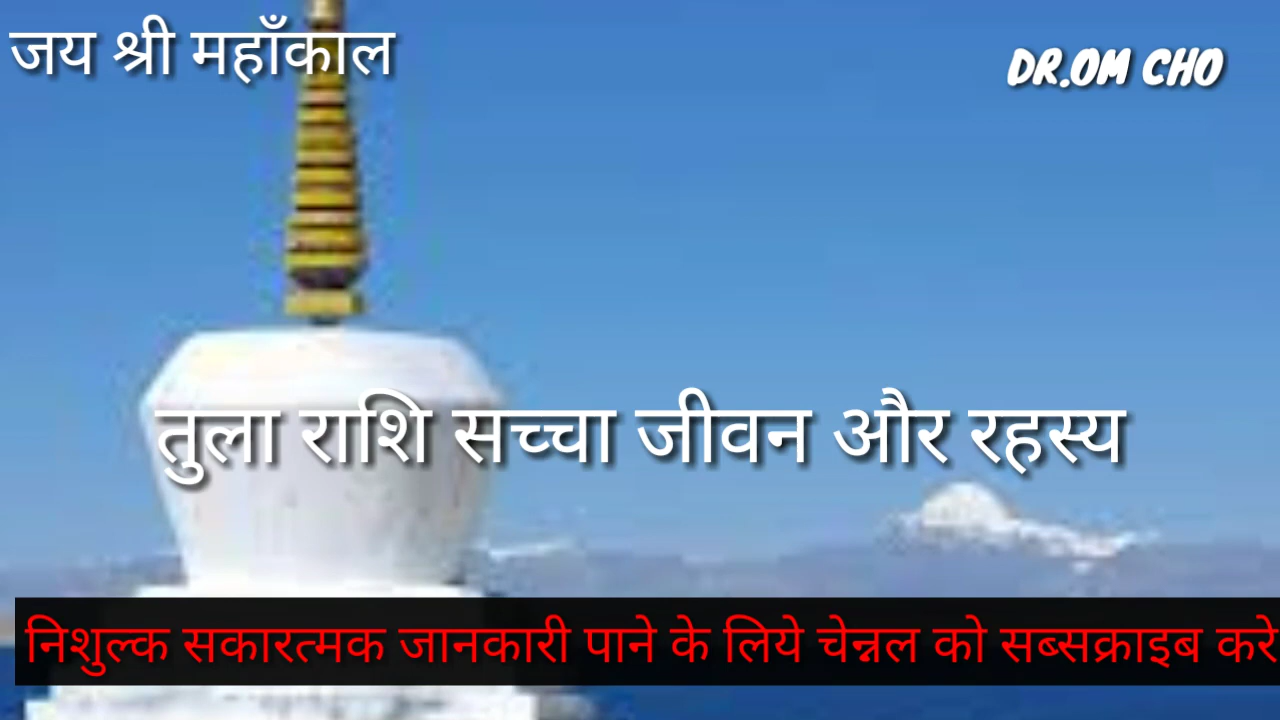 जय श्री महाँकाल
DR.OM CHO
तुला राशि सच्चा जीवन और रहस्य
निशुल्क सकारत्मक जानकारी पाने के लिये चेन्नल को सब्सक्राइब करे